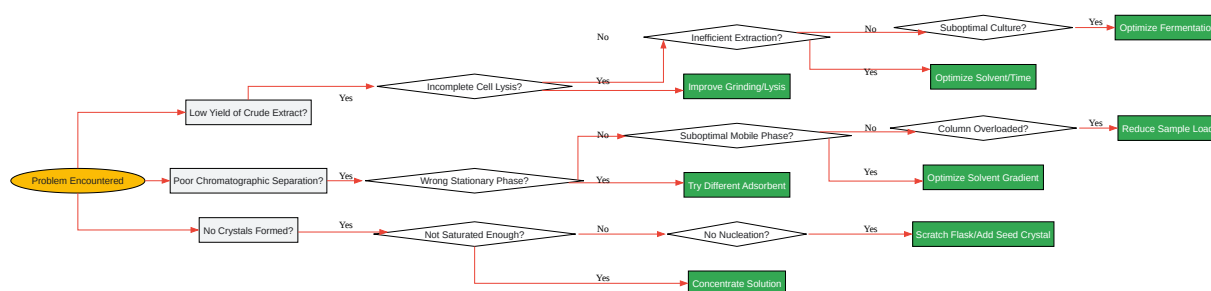 Suboptimal Culture?
Yes
Optimize Fermentatio
No
Inefficient Extraction?
No
Yes
Optimize Solvent/Time
Incomplete Cell Lysis?
Yes
Improve Grinding/Lysis
Yes
Low Yield of Crude Extract?
Column Overloaded?
Yes
Reduce Sample Load
No
Suboptimal Mobile Phase?
No
Yes
Optimize Solvent Gradient
Problem Encountered
Poor Chromatographic Separation?
Yes
Wrong Stationary Phase?
Yes
Try Different Adsorbent
No Crystals Formed?
Yes
Not Saturated Enough?
No
No Nucleation?
Yes
Scratch Flask/Add Seed Crystal
Yes
Concentrate Solution